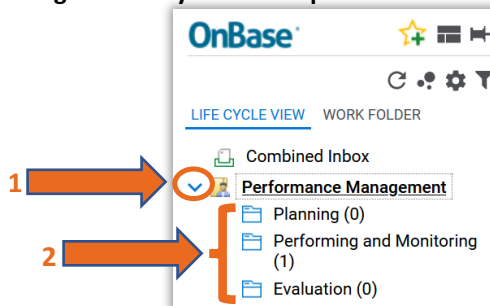 OnBase
LIFE CYCLE VIEW WORK FOLDER
Combined Inbox
1
Performance Management
Planning (0)
2
Performing and Monitoring
(1)
Evaluation (0)